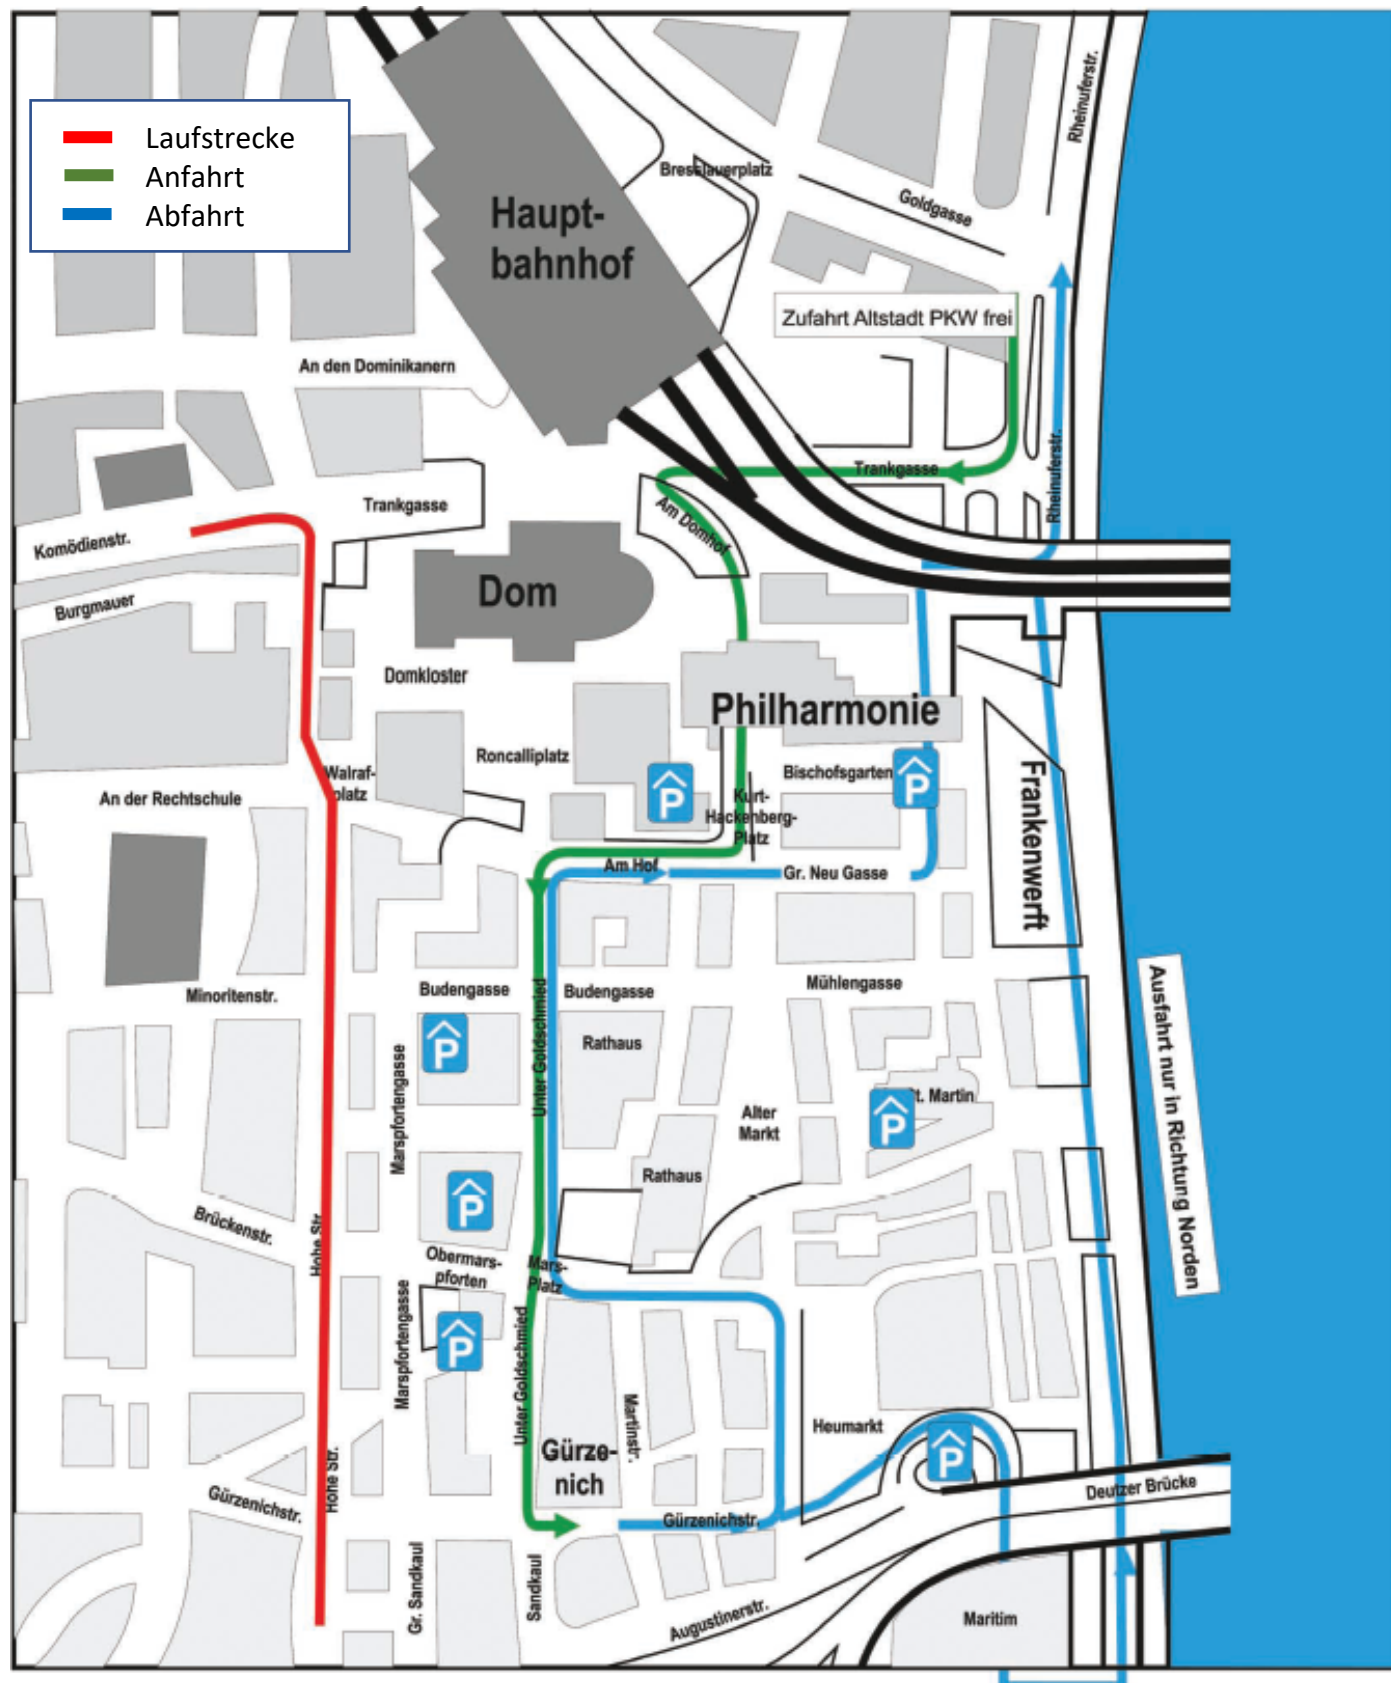 Laufstrecke
Anfahrt
Abfahrt
Rheinuferstr.
Bresslauerplatz
Goldgasse
Haupt-
bahnhof
Zufahrt Altstadt PKW frei
An den Dominikanern
Trankgasse
Rheinuferstr.
Trankgasse
Am Domhof
Komödienstr.
Burgmauer
Dom
Domkloster
Philharmonie
Roncalliplatz
Walraf-
platz
An der Rechtschule
P
Bischofsgarten
P
Kurt-
Hackenberg-
Platz
Frankenwerft
Am Hof
Gr. Neu Gasse
Minoritenstr.
Budengasse
Budengasse
Mühlengasse
Ausfahrt nur in Richtung Norden
Unter Goldschmied
Rathaus
P
Marspfortengasse
Alter
Markt
t. Martin
P
Rathaus
P
Brückenstr.
Hohe Str.
Obermars-
pforten
Mars-
Platz
Marspfortengasse
P
Unter Goldschmied
Martinstr.
Heumarkt
P
Gürze-
nich
Hohe Str.
Gürzenichstr.
Gürzenichstr.
Deutzer Brücke
Gr. Sandkaul
Sandkaul
Augustinerstr.
Maritim